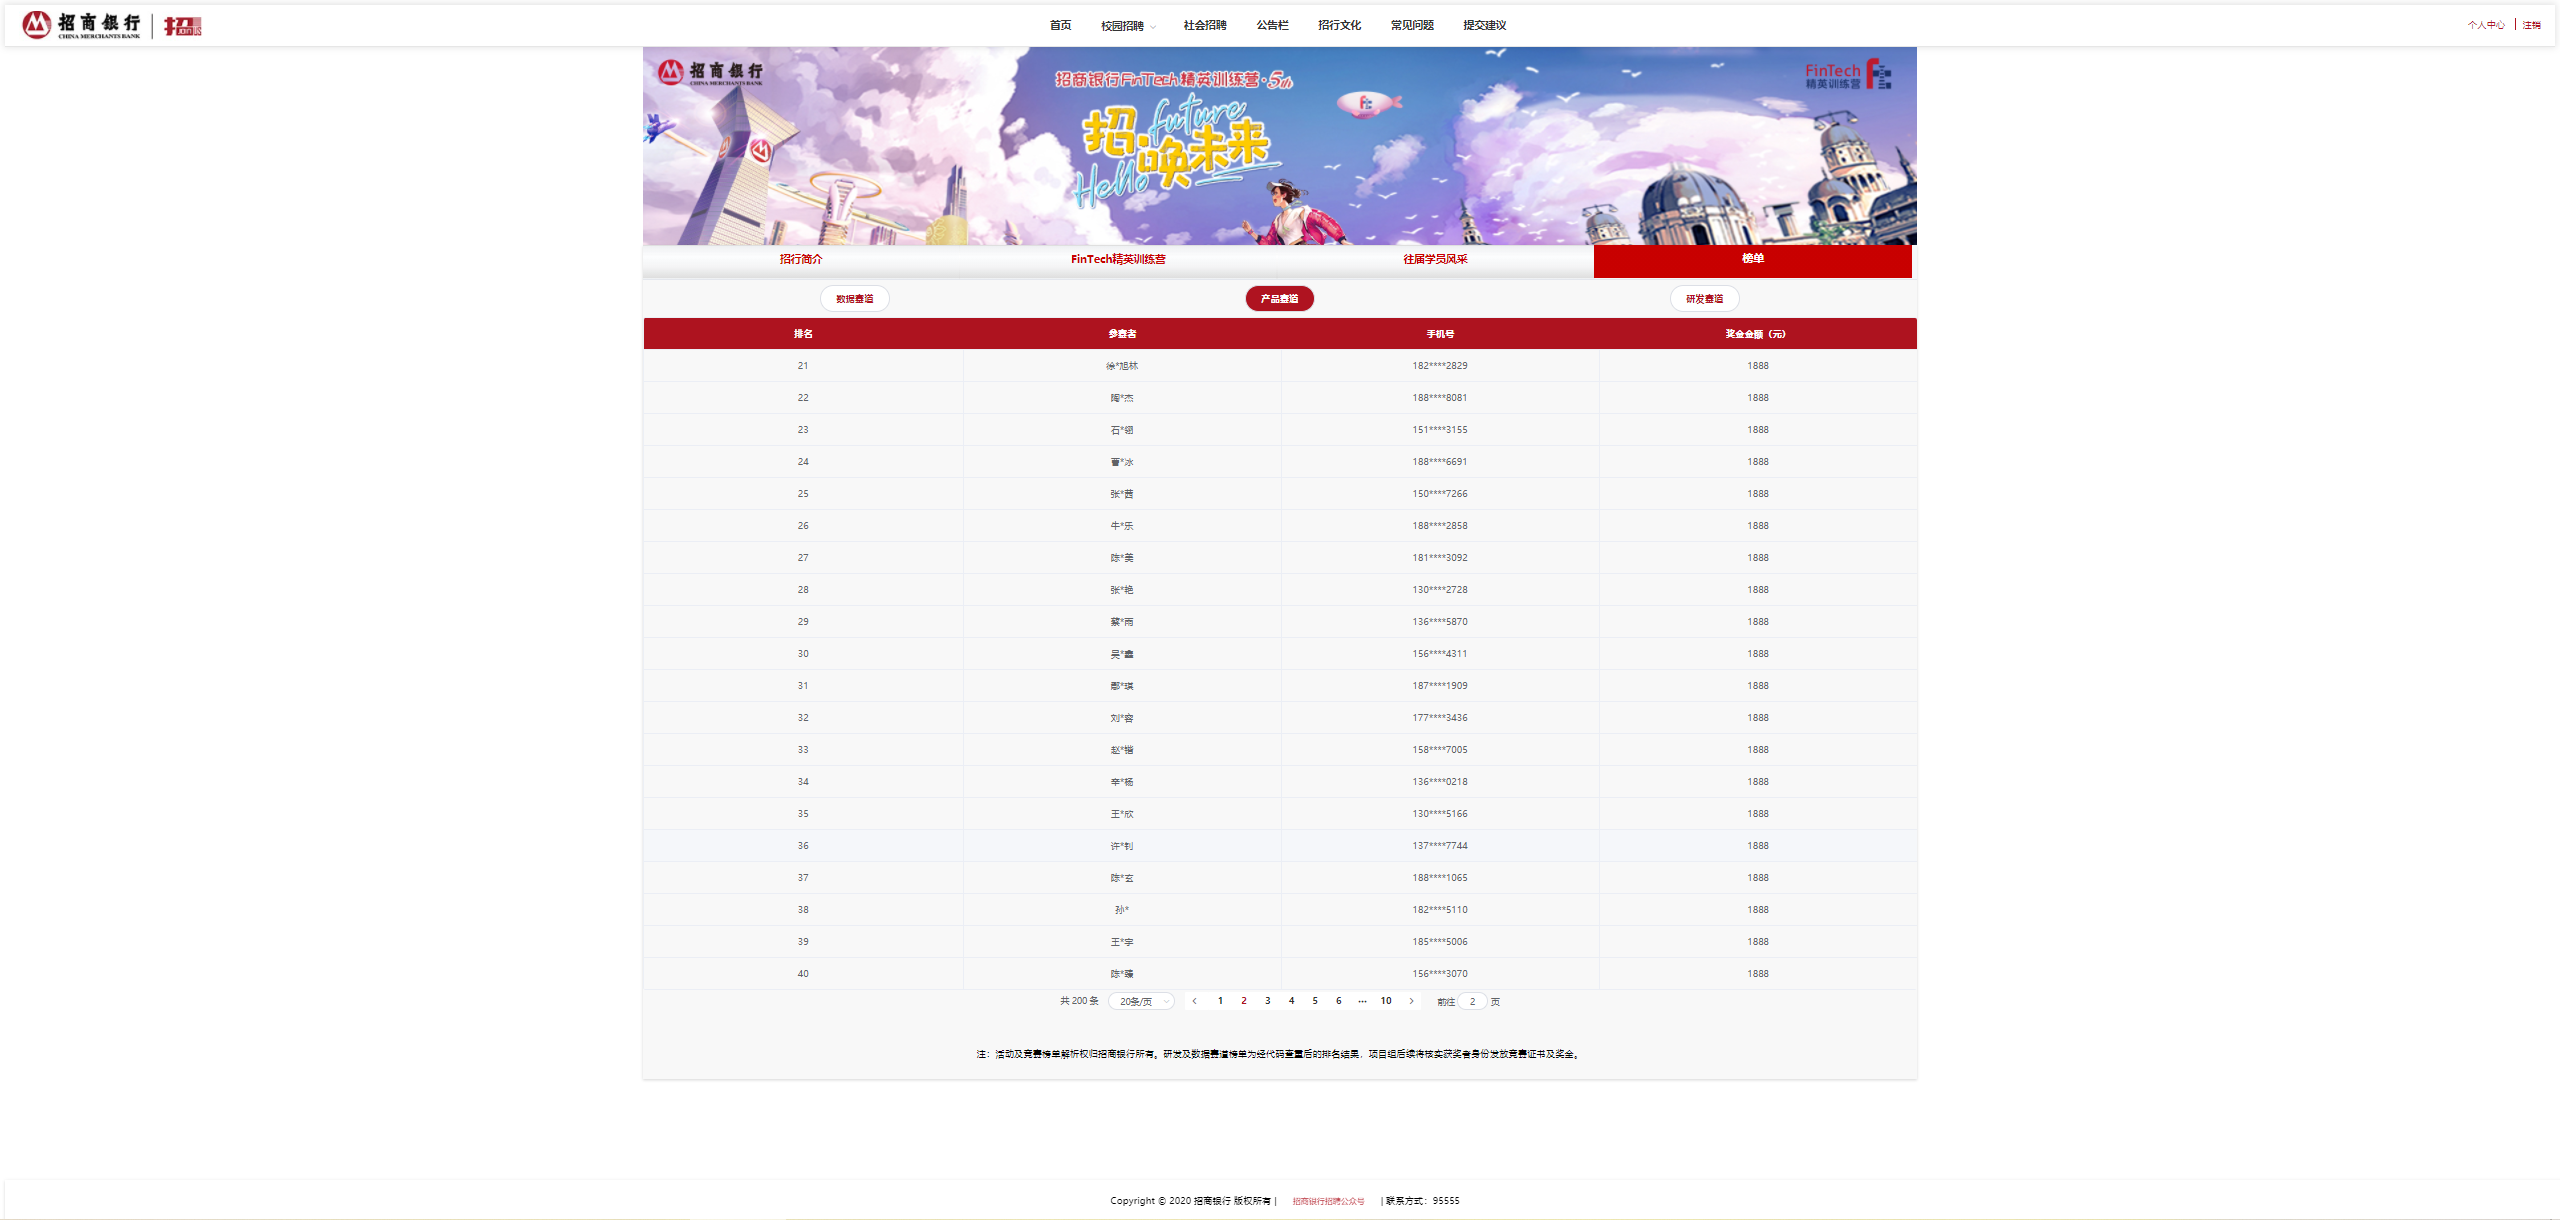 招商银行 CHINA MERCHANTS BANK 招
首页 校园招聘 社会招聘 公告栏 招行文化 常见问题 提交建议
个人中心 | 注销
招商银行 CHINA MERCHANTS BANK
招商银行FinTech精英训练营·5th
future
招·唤未来
Hello
FinTech
精英训练营
招行简介 FinTech精英训练营 往届学员风采 榜单
数据赛道 产品赛道 研发赛道
排名 参赛者 手机号 奖金金额（元）
21 徐*旭林 182****2829 1888
22 陶*杰 188****8081 1888
23 石*翎 151****3155 1888
24 曹*冰 188****6691 1888
25 张*茜 150****7266 1888
26 牛*乐 188****2858 1888
27 陈*美 181****3092 1888
28 张*艳 130****2728 1888
29 蔡*雨 136****5870 1888
30 吴*鑫 156****4311 1888
31 鄢*琪 187****1909 1888
32 刘*容 177****3436 1888
33 赵*锴 158****7005 1888
34 辛*杨 136****0218 1888
35 王*欣 130****5166 1888
36 许*钊 137****7744 1888
37 陈*玄 188****1065 1888
38 孙* 182****5110 1888
39 王*宇 185****5006 1888
40 陈*臻 156****3070 1888
共 200 条 20条/页 1 2 3 4 5 6 ··· 10 前往 2 页
注：活动及竞赛榜单解析权归招商银行所有。研发及数据赛道榜单为经代码查重后的排名结果，项目组后续将核实获奖者身份发放竞赛证书及奖金。
Copyright © 2020 招商银行 版权所有 | 招商银行招聘公众号 | 联系方式：95555